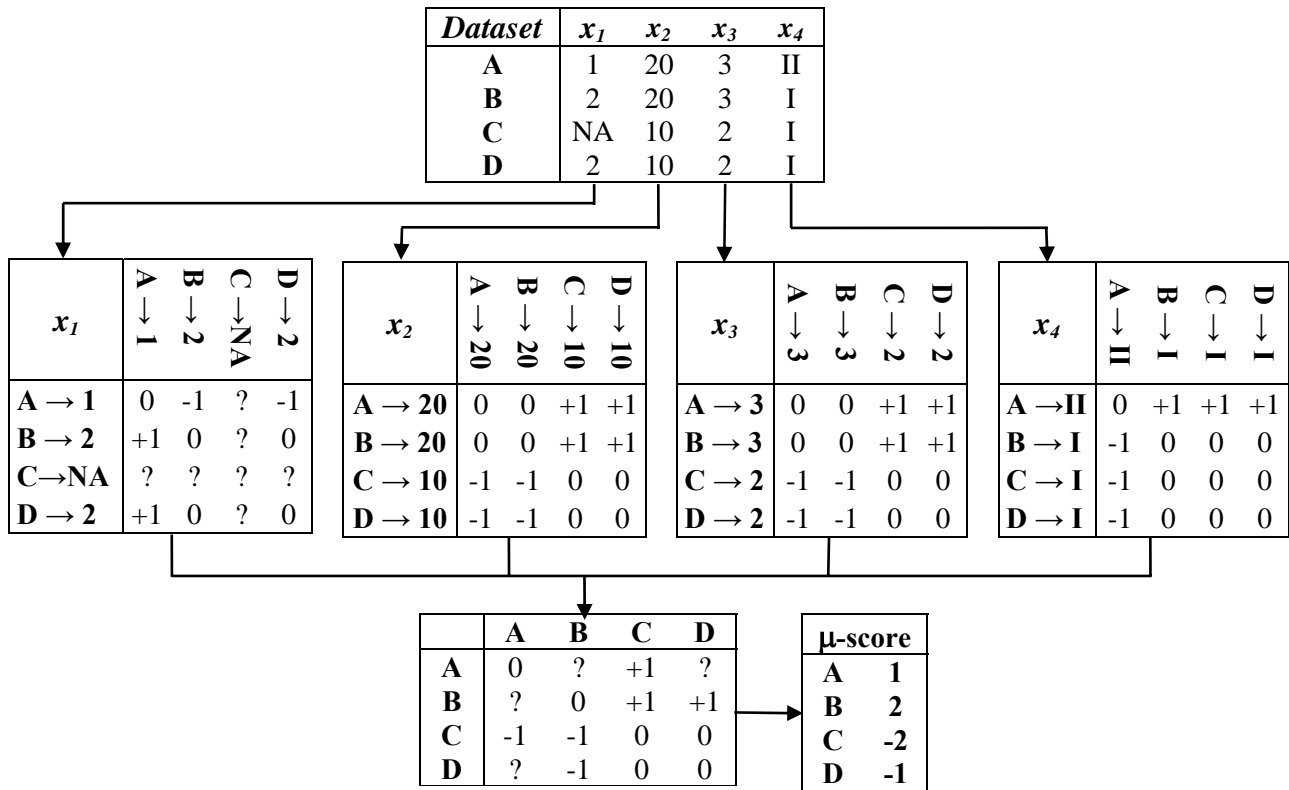 Dataset x1 x2 x3 x4
A 1 20 3 II
B 2 20 3 I
C NA 10 2 I
D 2 10 2 I
x1 A→1 B→2 C→NA D→2
A → 1 0 -1 ? -1
B → 2 +1 0 ? 0
C→NA ? ? ? ?
D → 2 +1 0 ? 0
x2 A→20 B→20 C→10 D→10
A → 20 0 0 +1 +1
B → 20 0 0 +1 +1
C → 10 -1 -1 0 0
D → 10 -1 -1 0 0
x3 A→3 B→3 C→2 D→2
A → 3 0 0 +1 +1
B → 3 0 0 +1 +1
C → 2 -1 -1 0 0
D → 2 -1 -1 0 0
x4 A→II B→I C→I D→I
A →II 0 +1 +1 +1
B → I -1 0 0 0
C → I -1 0 0 0
D → I -1 0 0 0
A B C D
A 0 ? +1 ?
B ? 0 +1 +1
C -1 -1 0 0
D ? -1 0 0
μ-score
A 1
B 2
C -2
D -1